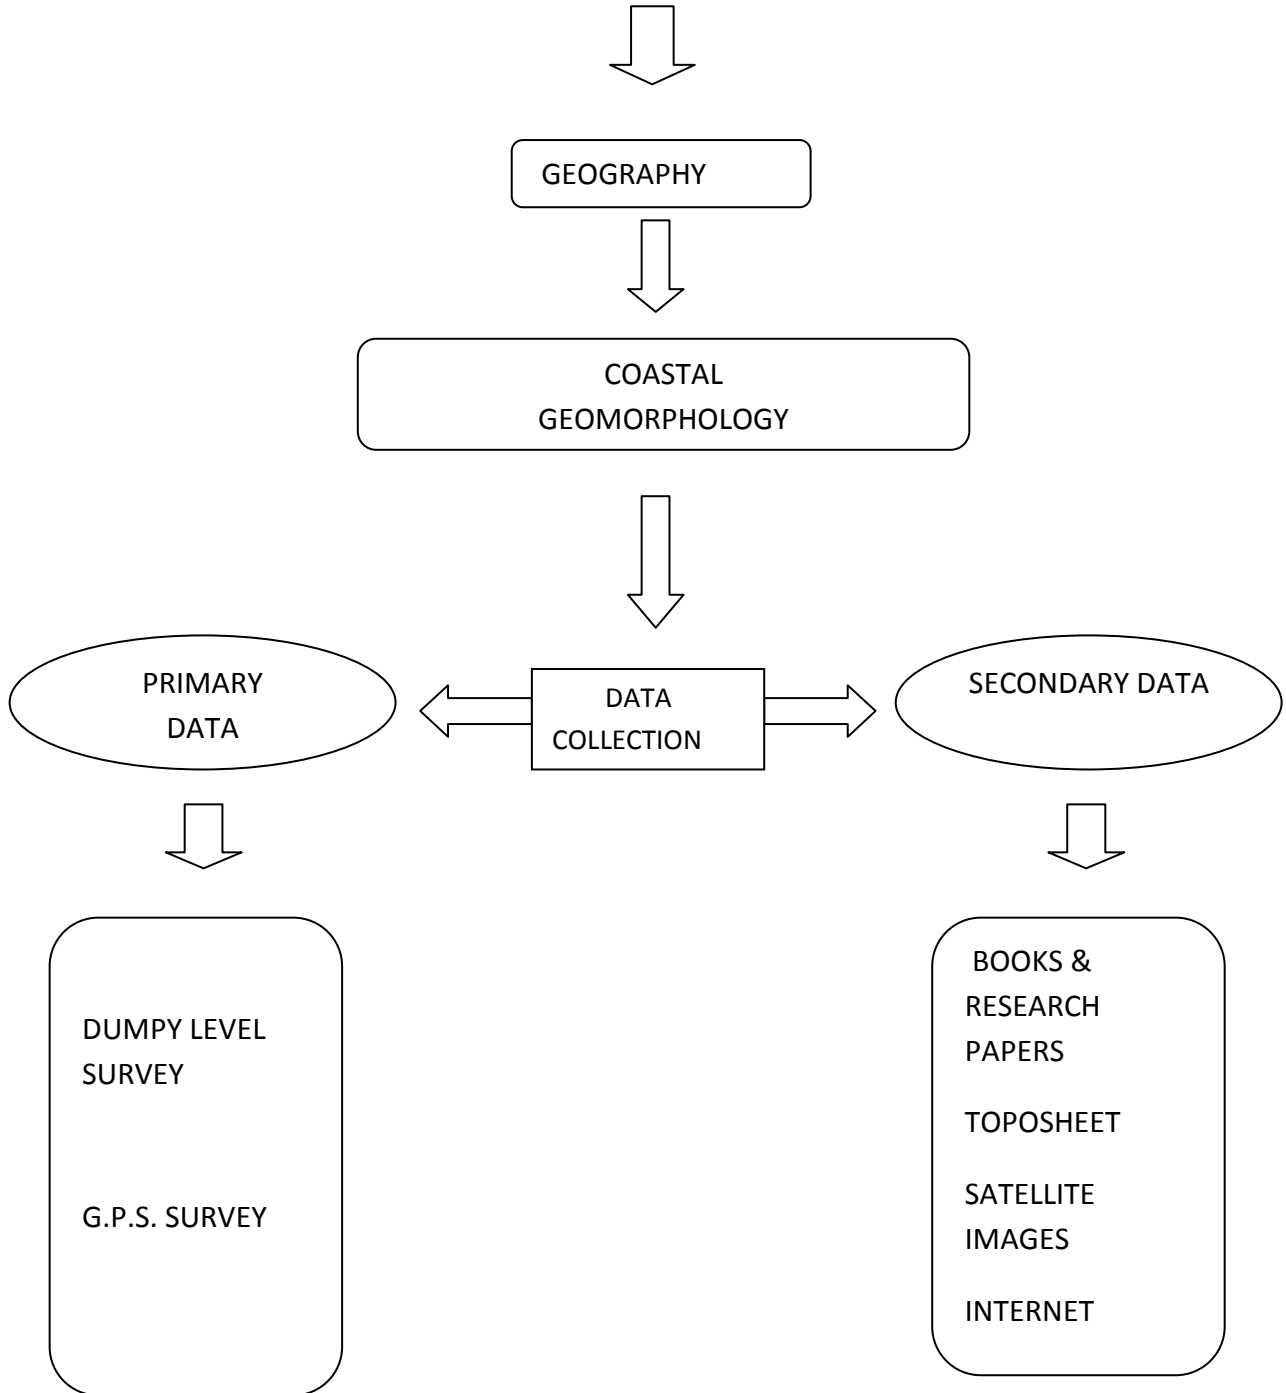 GEOGRAPHY
COASTAL
GEOMORPHOLOGY
PRIMARY
DATA
DATA
COLLECTION
SECONDARY DATA
DUMPY LEVEL
SURVEY
G.P.S. SURVEY
BOOKS &
RESEARCH
PAPERS
TOPOSHEET
SATELLITE
IMAGES
INTERNET